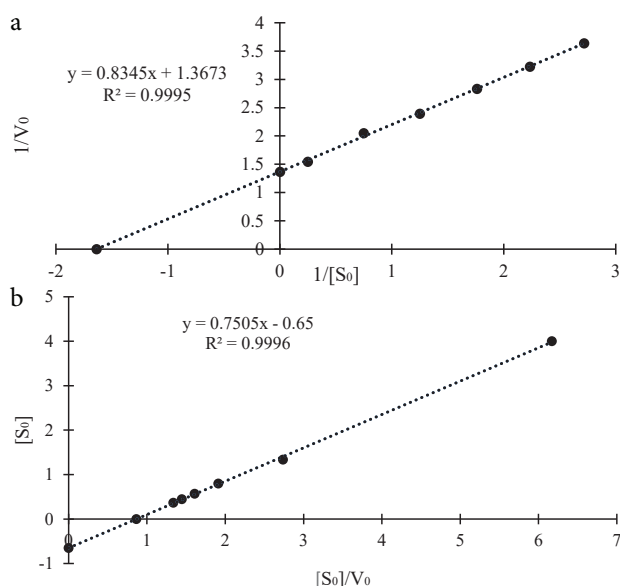 a
y = 0.8345x + 1.3673
R² = 0.9995
1/V₀
4
3.5
3
2.5
2
1.5
1
0.5
0
-2 -1 0 1 2 3
1/[S₀]
b
y = 0.7505x - 0.65
R² = 0.9996
[S₀]
5
4
3
2
1
0
-1
0 1 2 3 4 5 6 7
[S₀]/V₀